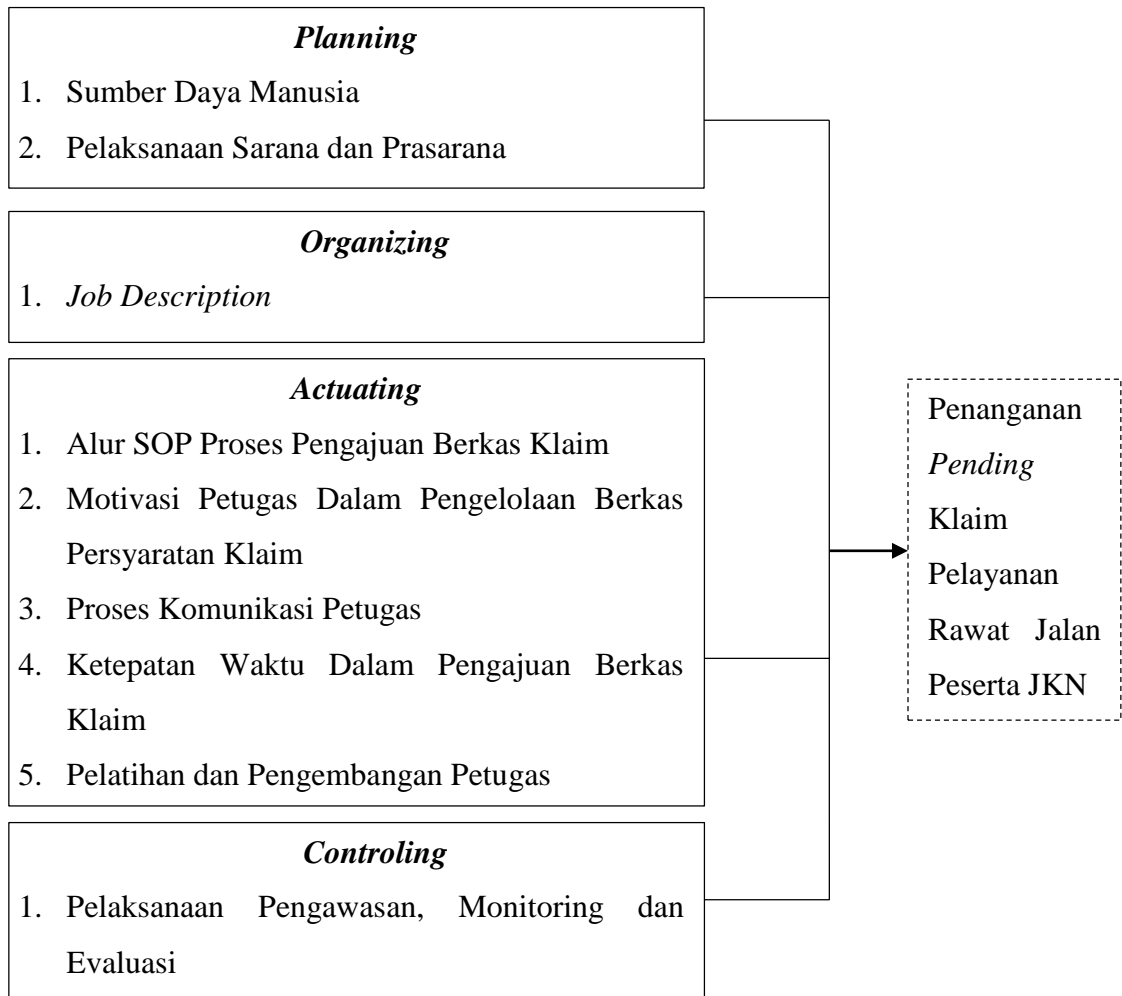 Planning
1. Sumber Daya Manusia
2. Pelaksanaan Sarana dan Prasarana
Organizing
1. Job Description
Actuating
1. Alur SOP Proses Pengajuan Berkas Klaim
2. Motivasi Petugas Dalam Pengelolaan Berkas
Persyaratan Klaim
3. Proses Komunikasi Petugas
4. Ketepatan Waktu Dalam Pengajuan Berkas
Klaim
5. Pelatihan dan Pengembangan Petugas
Controling
1. Pelaksanaan Pengawasan, Monitoring dan
Evaluasi
Penanganan
Pending
Klaim
Pelayanan
Rawat Jalan
Peserta JKN